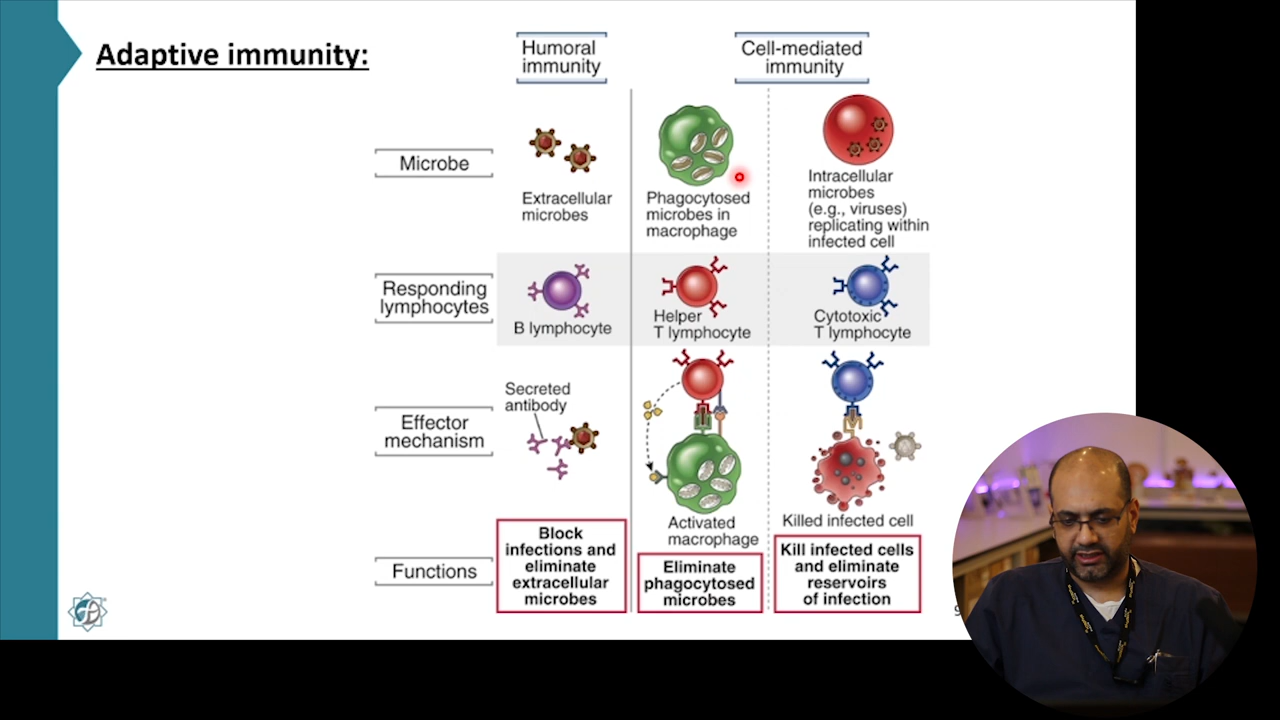 Adaptive immunity:
Humoral
immunity
Cell-mediated
immunity
Microbe
Extracellular
microbes
Phagocytosed
microbes in
macrophage
Intracellular
microbes
(e.g., viruses)
replicating within
infected cell
Responding
lymphocytes
B lymphocyte
Helper
T lymphocyte
Cytotoxic
T lymphocyte
Effector
mechanism
Secreted
antibody
Activated
macrophage
Killed infected cell
Functions
Block
infections and
eliminate
extracellular
microbes
Eliminate
phagocytosed
microbes
Kill infected cells
and eliminate
reservoirs
of infection